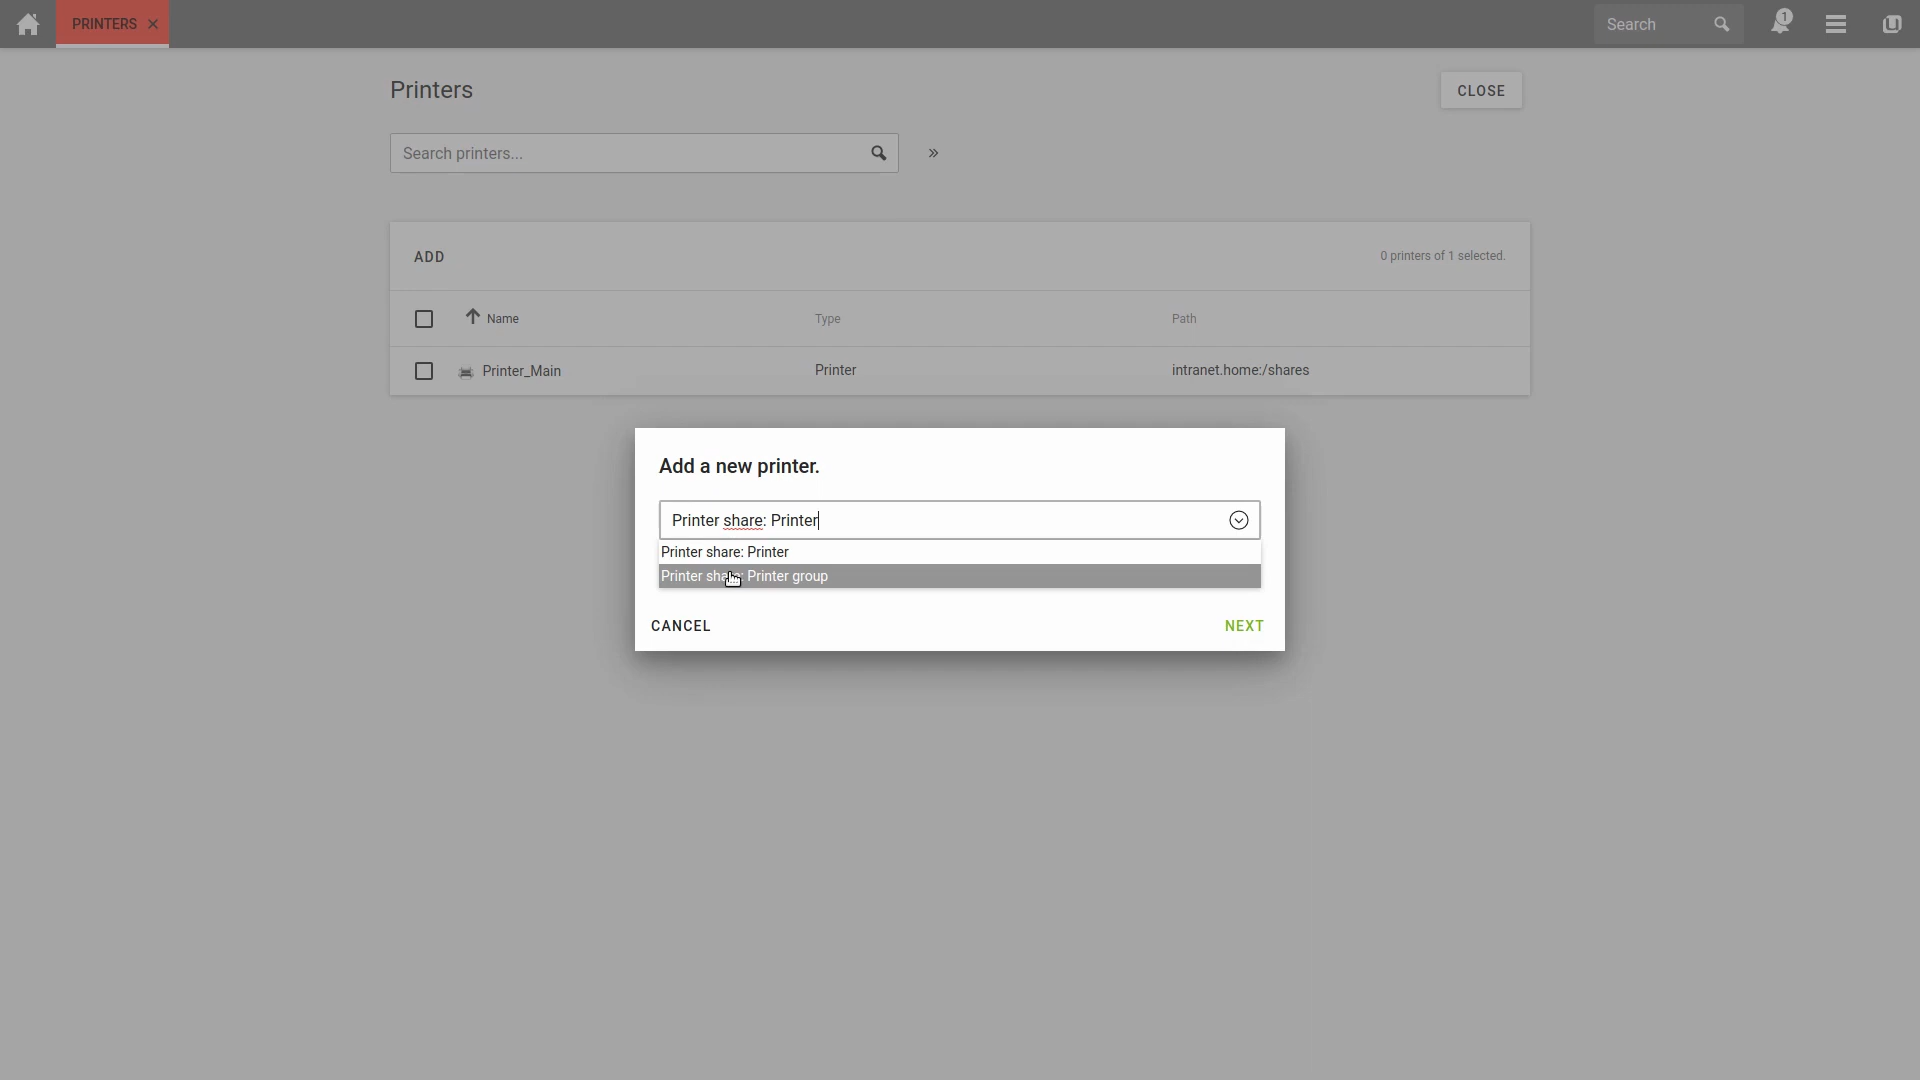 PRINTERS
Search
1
Printers
CLOSE
Search printers...
ADD
0 printers of 1 selected.
Name
Type
Path
Printer_Main
Printer
intranet.home:/shares
Add a new printer.
Printer share: Printer
Printer share: Printer
Printer share: Printer group
CANCEL
NEXT